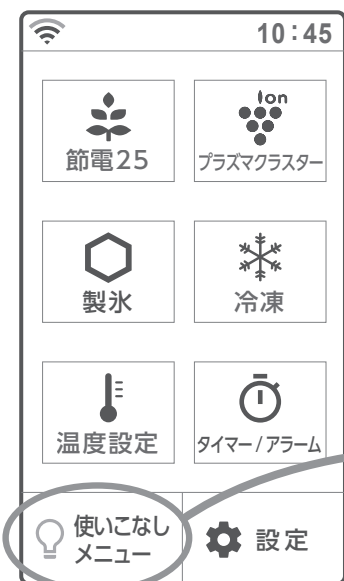 10:45
Ion
節電25
プラズマクラスター
製氷
冷凍
温度設定
タイマー/アラーム
使いこなし
メニュー
設定